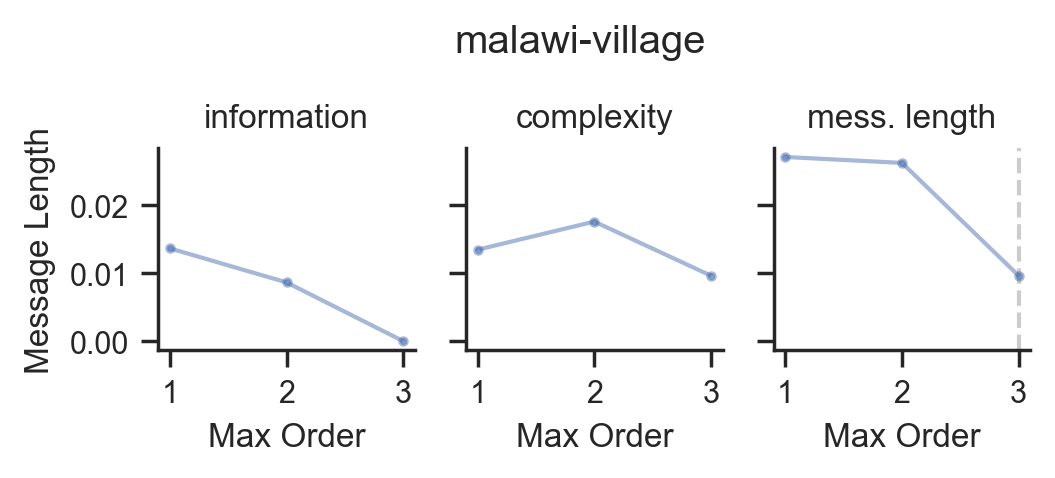 malawi-village
information
complexity
mess. length
Message Length
0.02
0.01
0.00
1 2 3
1 2 3
1 2 3
Max Order
Max Order
Max Order